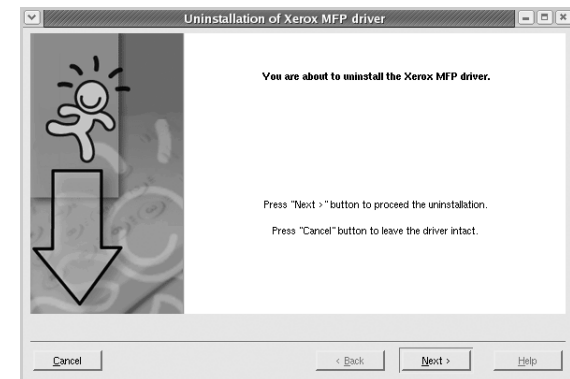 Uninstallation of Xerox MFP driver
You are about to uninstall the Xerox MFP driver.
Press "Next >" button to proceed the uninstallation.
Press "Cancel" button to leave the driver intact.
Cancel
< Back
Next >
Help